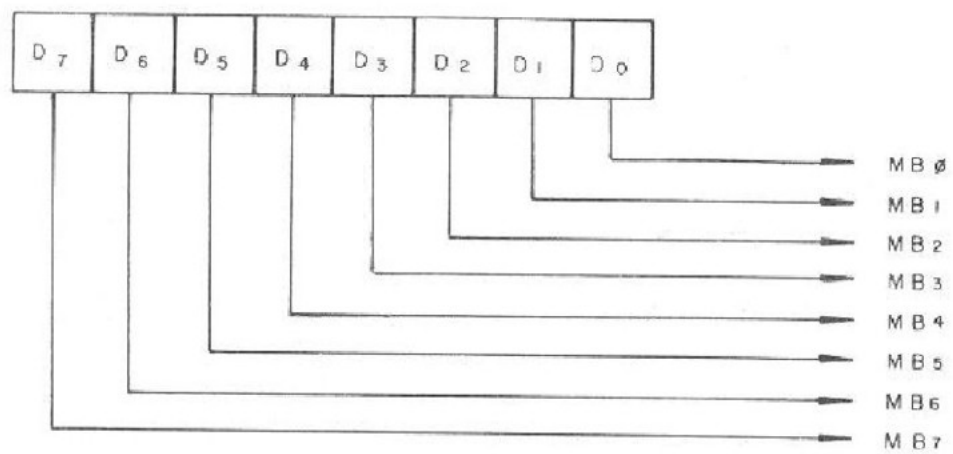 D7 D6 D5 D4 D3 D2 D1 D0
MBØ
MB1
MB2
MB3
MB4
MB5
MB6
MB7